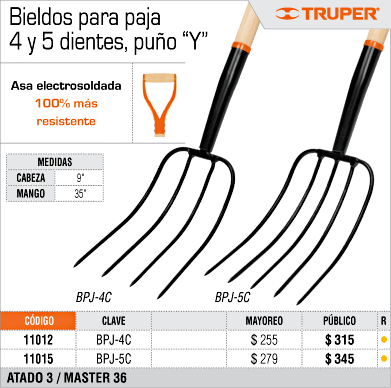 Bieldos para paja
4 y 5 dientes, puño “Y”
TRUPER®
Asa electrosoldada
100% más
resistente
MEDIDAS
CABEZA 9"
MANGO 35"
BPJ-4C
BPJ-5C
CÓDIGO CLAVE MAYOREO PÚBLICO R
11012 BPJ-4C $ 255 $ 315
11015 BPJ-5C $ 279 $ 345
ATADO 3 / MASTER 36